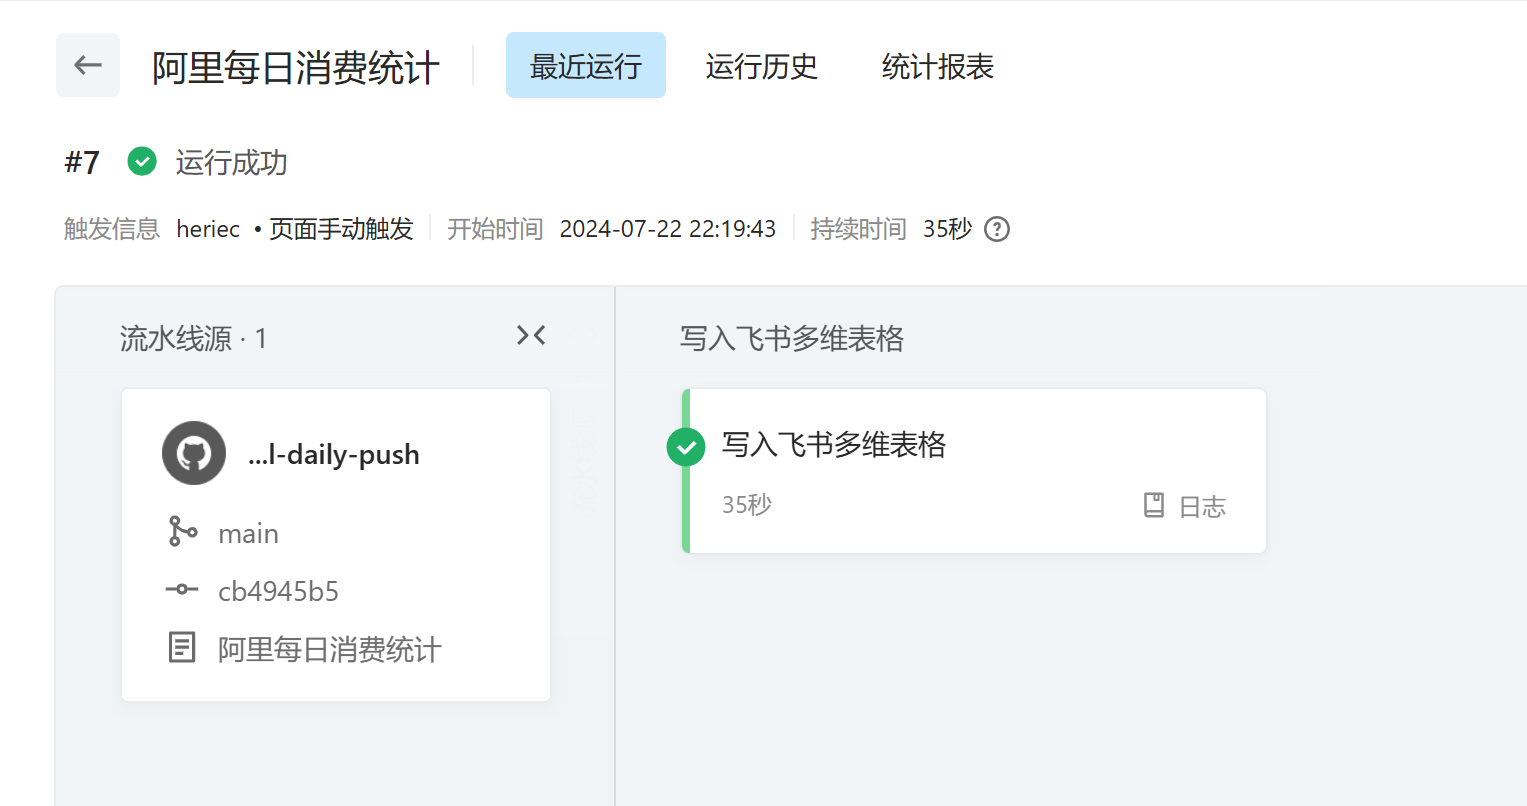 阿里每日消费统计 最近运行 运行历史 统计报表
#7 运行成功
触发信息 heriec • 页面手动触发 开始时间 2024-07-22 22:19:43 持续时间 35秒
流水线源 · 1
...l-daily-push
main
cb4945b5
阿里每日消费统计
写入飞书多维表格
写入飞书多维表格
35秒 日志